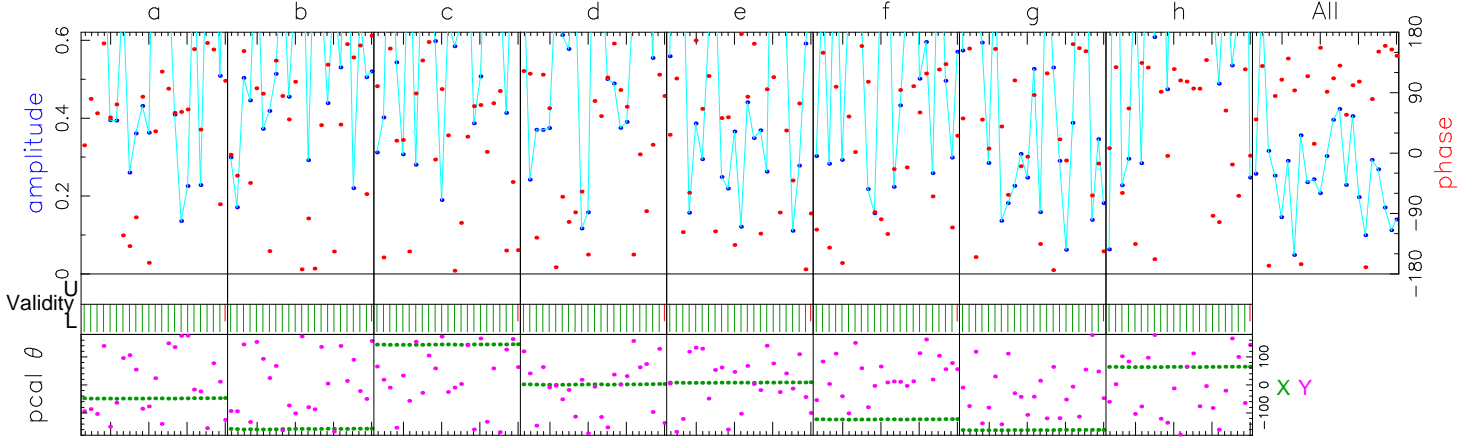 a b c d e f g h All
amplitude
0 0.2 0.4 0.6
phase
−180 −90 0 90 180
Validity
U
L
pcal θ
−100 0 100
X Y